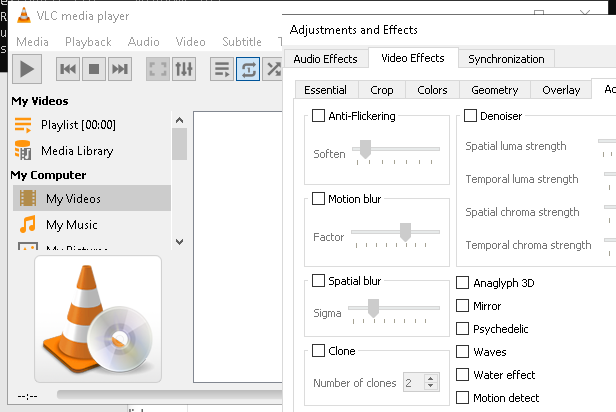 VLC media player
Media Playback Audio Video Subtitle
My Videos
Playlist [00:00]
Media Library
My Computer
My Videos
My Music
--:--
Adjustments and Effects
Audio Effects Video Effects Synchronization
Essential Crop Colors Geometry Overlay
Anti-Flickering
Soften
Motion blur
Factor
Spatial blur
Sigma
Clone
Number of clones 2
Denoiser
Spatial luma strength
Temporal luma strength
Spatial chroma strength
Temporal chroma strength
Anaglyph 3D
Mirror
Psychedelic
Waves
Water effect
Motion detect